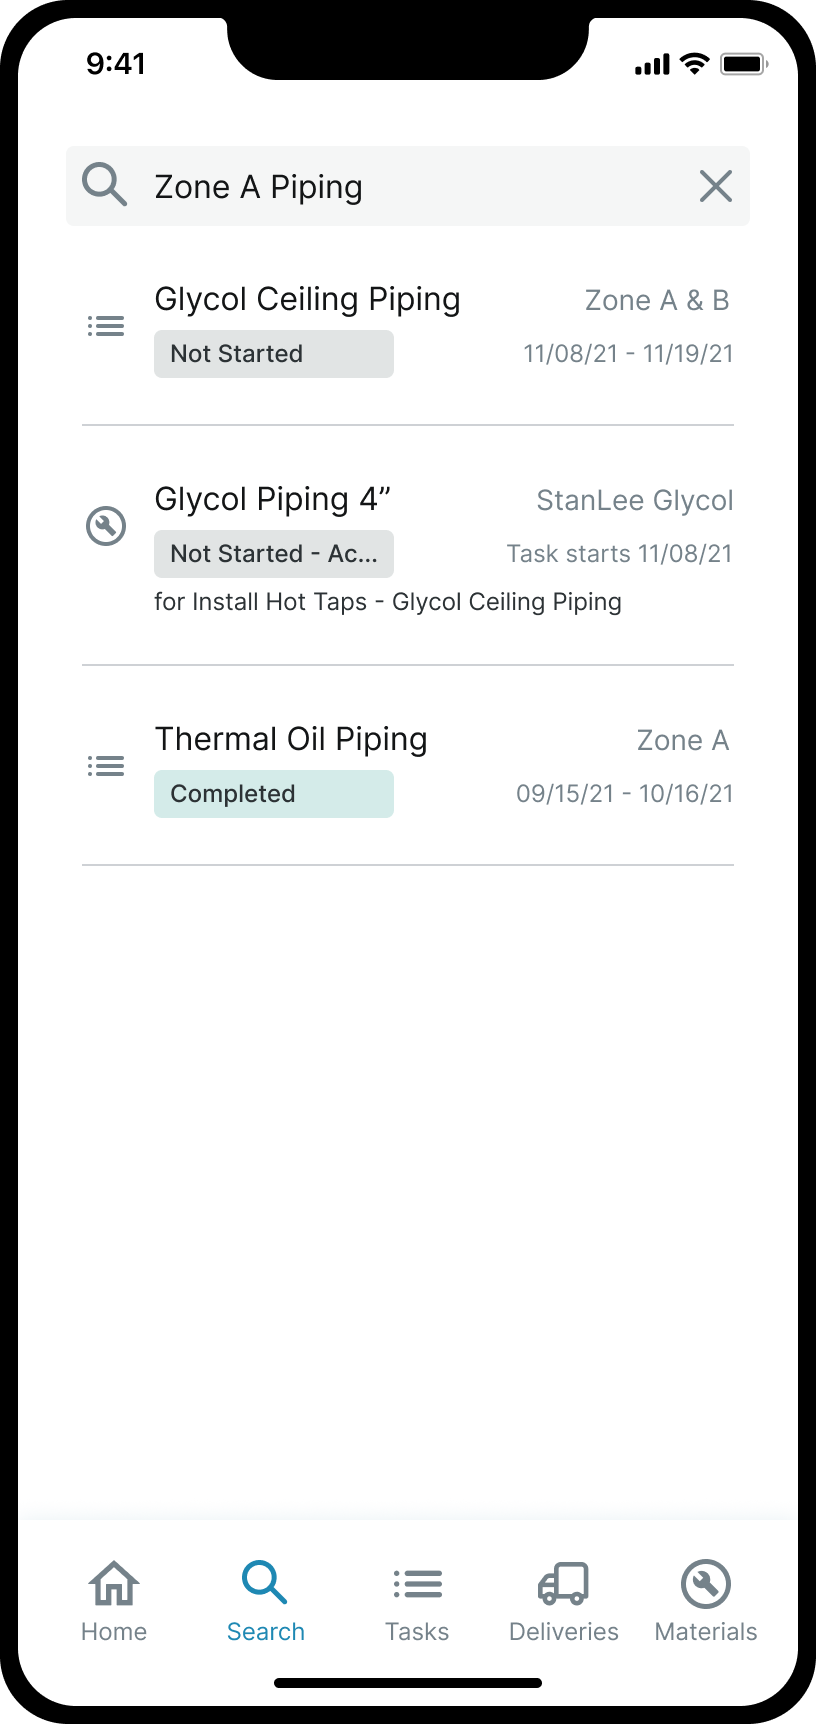 9:41
Zone A Piping
Glycol Ceiling Piping
Zone A & B
Not Started
11/08/21 - 11/19/21
Glycol Piping 4”
StanLee Glycol
Not Started - Ac...
Task starts 11/08/21
for Install Hot Taps - Glycol Ceiling Piping
Thermal Oil Piping
Zone A
Completed
09/15/21 - 10/16/21
Home
Search
Tasks
Deliveries
Materials